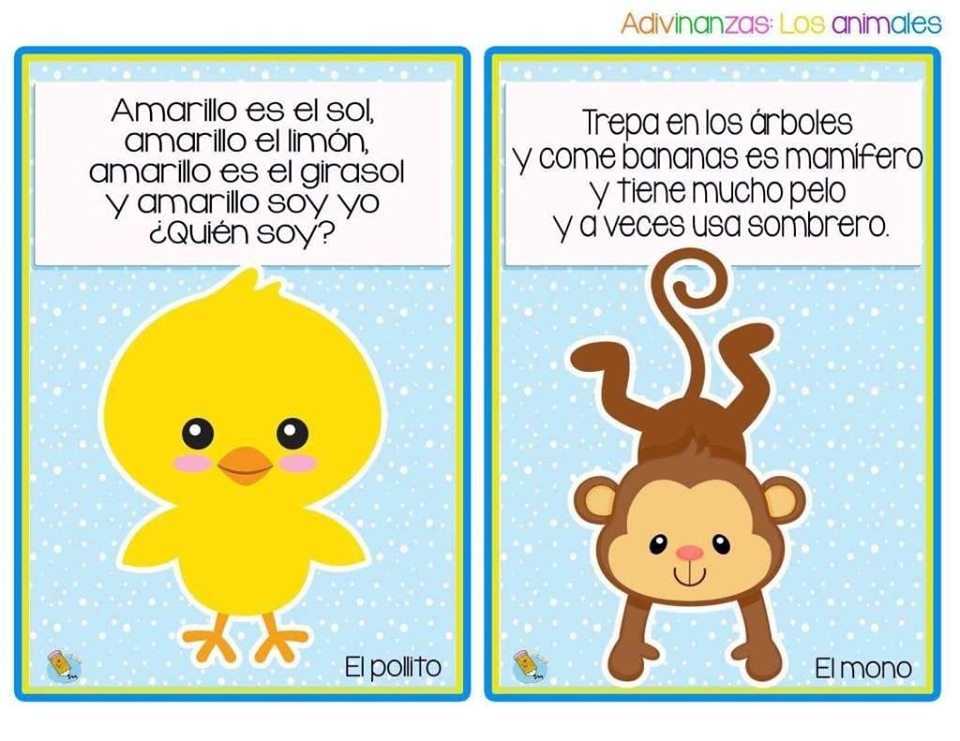 Adivinanzas: Los animales
Amarillo es el sol,
amarillo el limón,
amarillo es el girasol
y amarillo soy yo
¿Quién soy?
El pollito
Trepa en los árboles
y come bananas es mamífero
y tiene mucho pelo
y a veces usa sombrero.
El mono